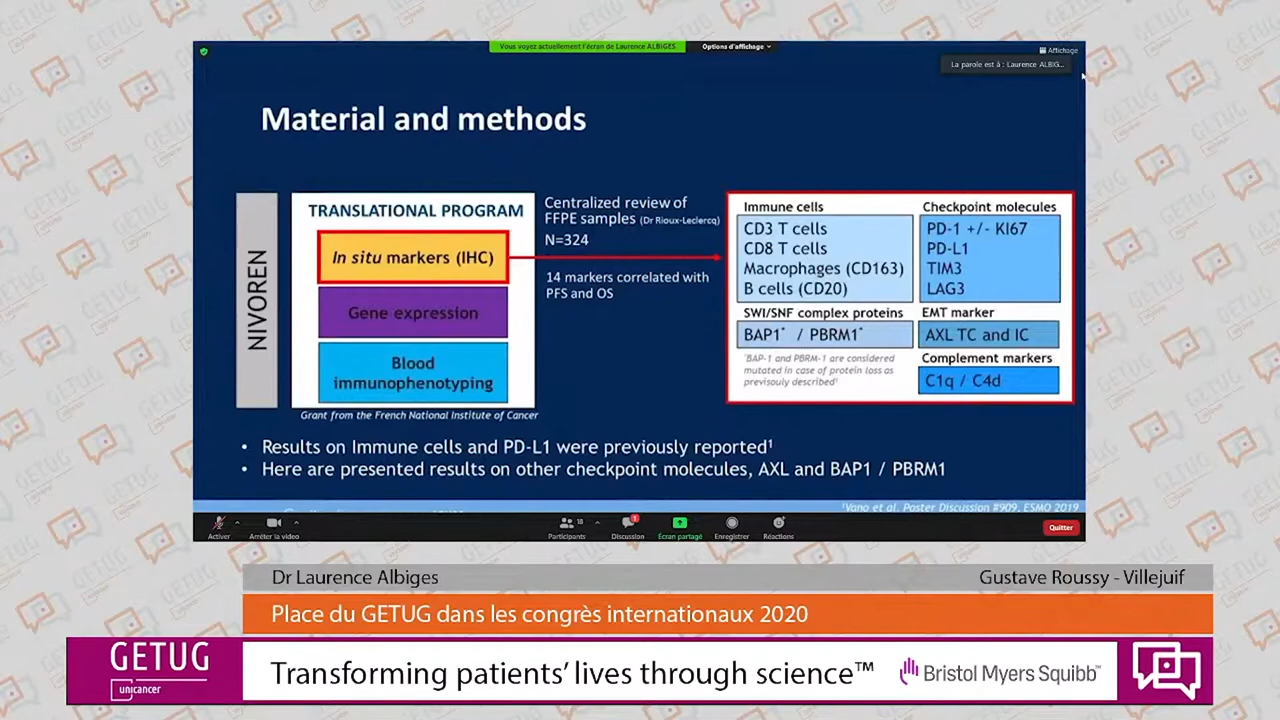 Vous voyez actuellement l'écran de Laurence ALBIGES
Options d'affichage
Affichage
La parole est à : Laurence ALBIG...
Material and methods
NIVOREN
TRANSLATIONAL PROGRAM
In situ markers (IHC)
Gene expression
Blood
immunophenotyping
Grant from the French National Institute of Cancer
Centralized review of
FFPE samples (Dr Rioux-Leclercq)
N=324
14 markers correlated with
PFS and OS
Immune cells
CD3 T cells
CD8 T cells
Macrophages (CD163)
B cells (CD20)
Checkpoint molecules
PD-1 +/- KI67
PD-L1
TIM3
LAG3
SWI/SNF complex proteins
BAP1* / PBRM1*
*BAP-1 and PBRM-1 are considered
mutated in case of protein loss as
previsouly described¹
EMT marker
AXL TC and IC
Complement markers
C1q / C4d
• Results on Immune cells and PD-L1 were previously reported¹
• Here are presented results on other checkpoint molecules, AXL and BAP1 / PBRM1
¹Vano et al. Poster Discussion #909, ESMO 2019
Activer
Arrêter la vidéo
18
Participants
1
Discussion
Écran partagé
Enregistrer
Réactions
Quitter
Dr Laurence Albiges
Gustave Roussy - Villejuif
Place du GETUG dans les congrès internationaux 2020
GETUG
unicancer
Transforming patients' lives through science™
Bristol Myers Squibb™